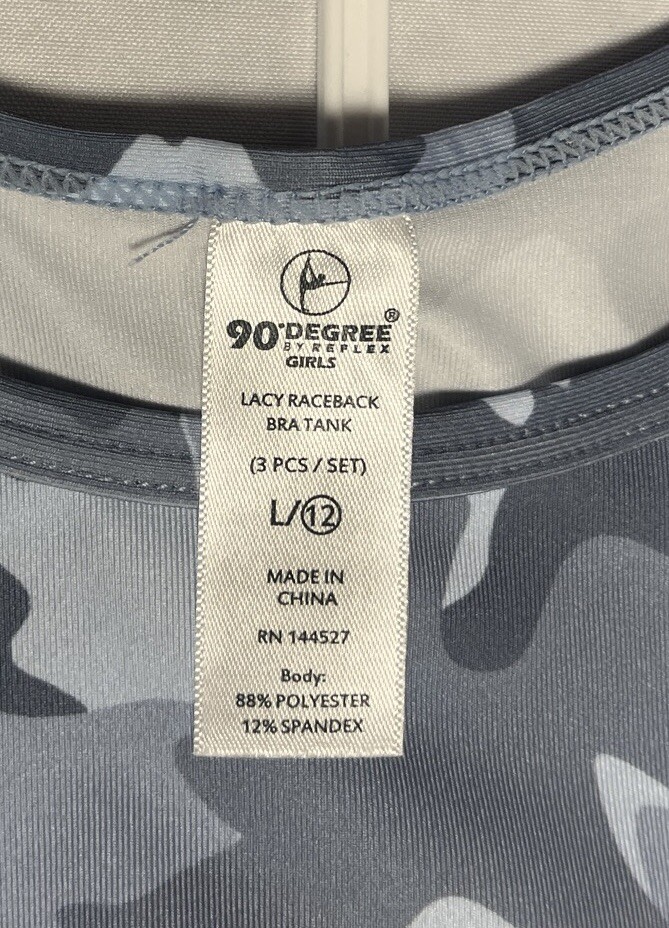 90°DEGREE®
BY REFLEX
GIRLS
LACY RACEBACK
BRA TANK
(3 PCS / SET)
L/12
MADE IN
CHINA
RN 144527
Body:
88% POLYESTER
12% SPANDEX